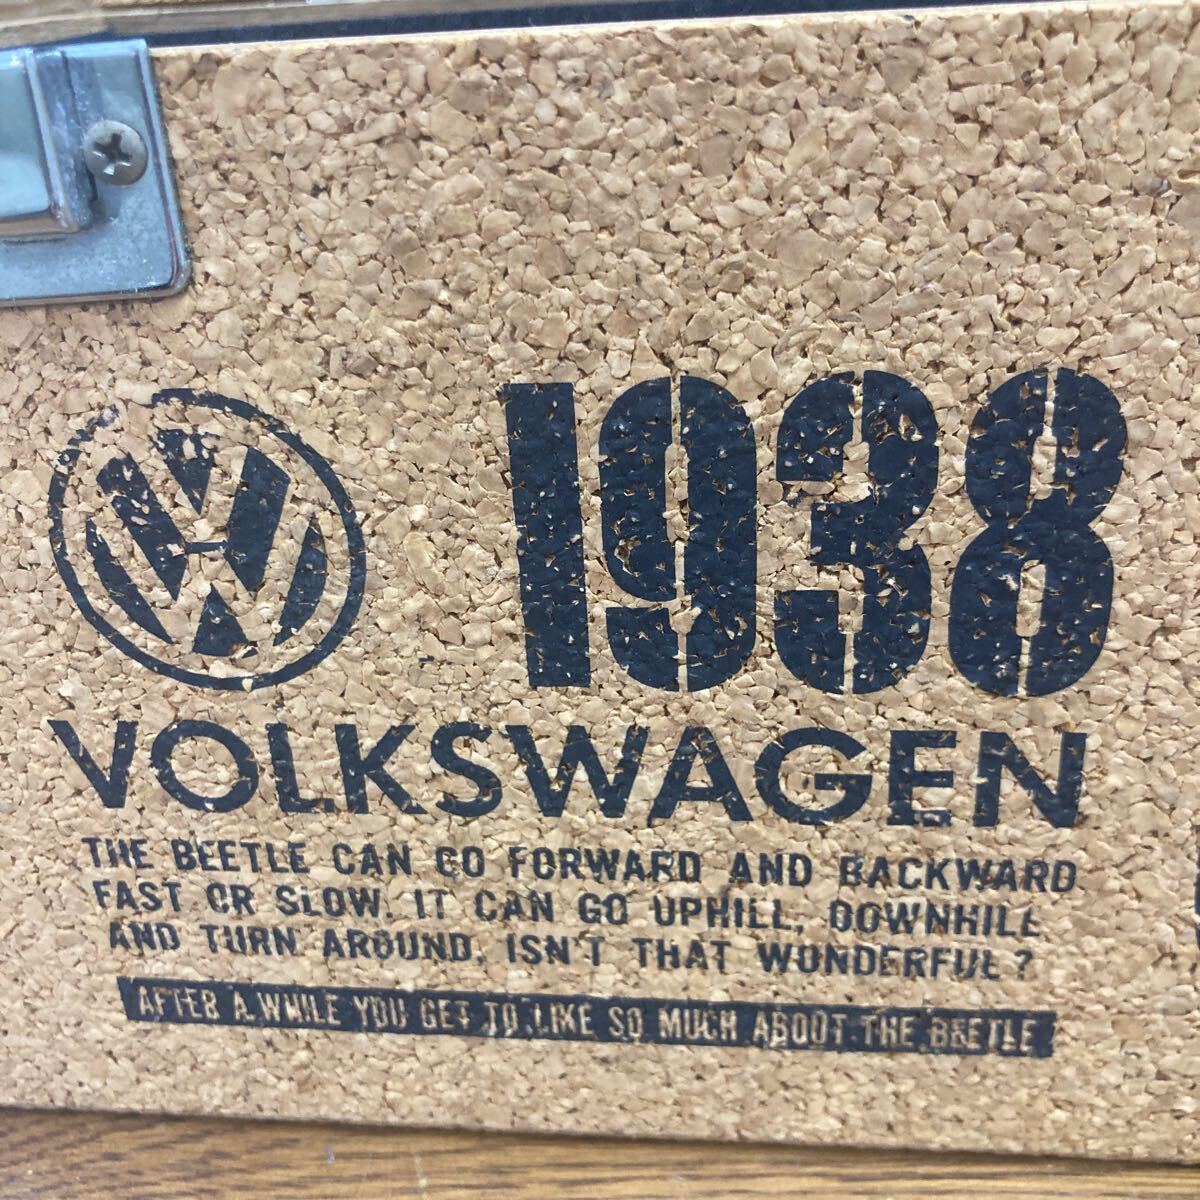 1938
VOLKSWAGEN
THE BEETLE CAN GO FORWARD AND BACKWARD
FAST OR SLOW. IT CAN GO UPHILL, DOWNHILL
AND TURN AROUND. ISN'T THAT WONDERFUL?
AFTER A WHILE YOU GET TO LIKE SO MUCH ABOUT THE BEETLE